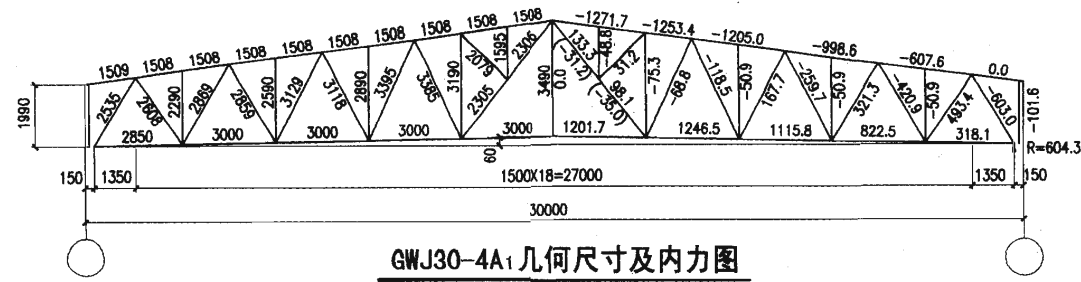 1509 1508 1508 1508 1508 1508 1508 1508 1508 1508 -1271.7 -1253.4 -1205.0 -998.6 -607.6 0.0
1990 2535 2608 2290 2889 2859 2590 3129 3118 2890 3395 3385 3190 2079 1595 2306 2305 3490 0.0 133.3 (-31.2) -48.8 31.2 98.1 (-35.0) -75.3 -68.8 -118.5 -50.9 167.7 -259.7 -50.9 321.3 -420.9 -50.9 493.4 -603.0 -101.6
2850 3000 3000 3000 3000 1201.7 1246.5 1115.8 822.5 318.1 R=604.3
60
150 1350 1500X18=27000 1350 150
30000
GWJ30-4A1几何尺寸及内力图